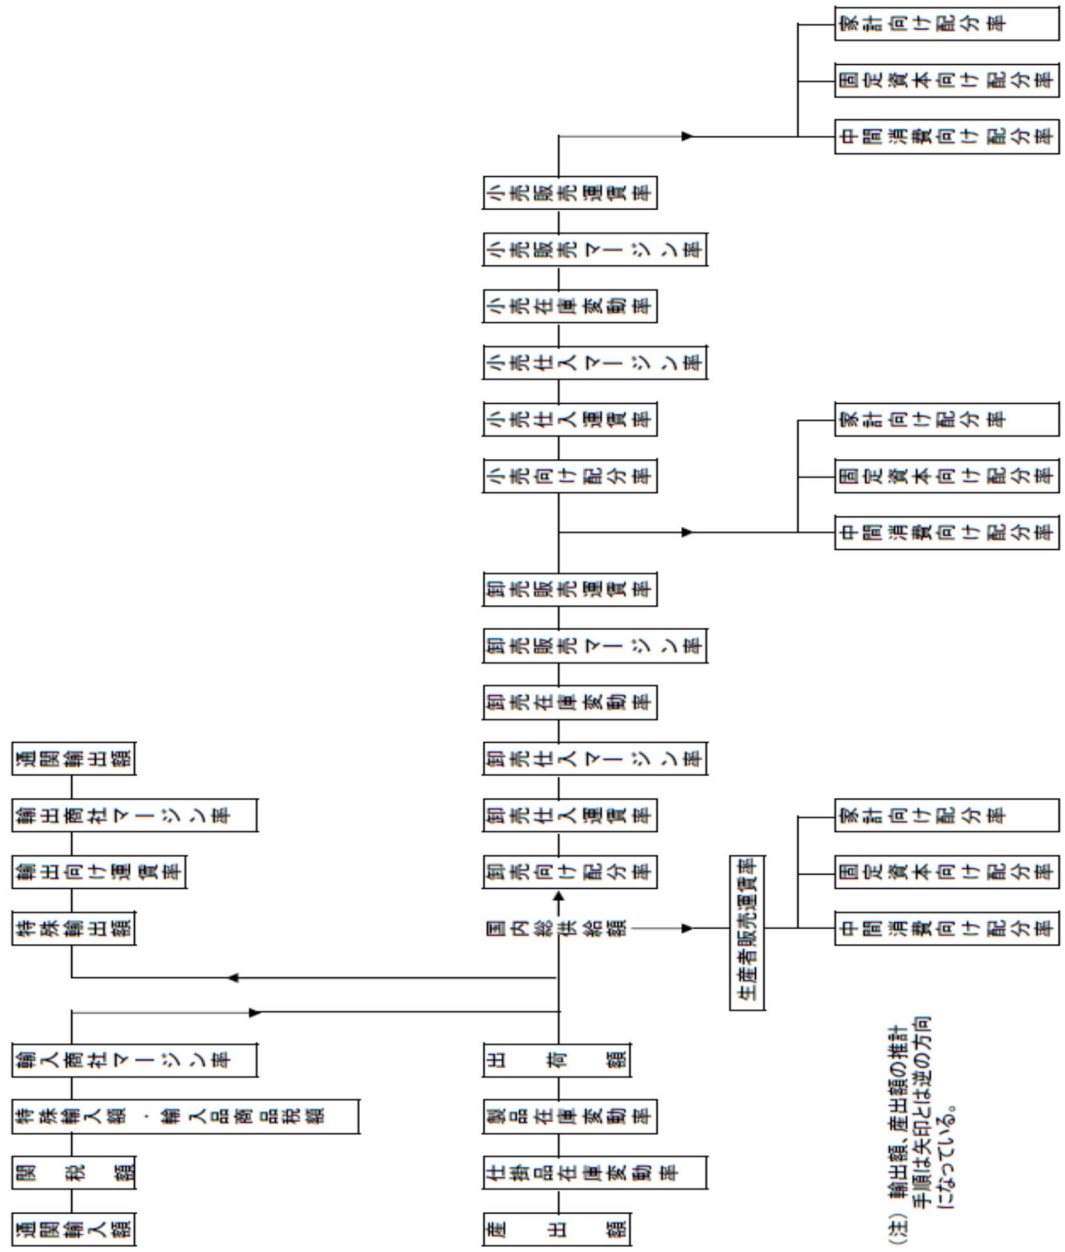 通関輸入額
関税額
特殊輸入額・輸入品商品税額
輸入商社マージン率
特殊輸出額
輸出向け運賃率
輸出商社マージン率
通関輸出額
産出額
仕掛品在庫変動率
製品在庫変動率
出荷額
国内総供給額
卸売向け配分率
卸売仕入運賃率
卸売仕入マージン率
卸売在庫変動率
卸売販売マージン率
卸売販売運賃率
小売向け配分率
小売仕入運賃率
小売仕入マージン率
小売在庫変動率
小売販売マージン率
小売販売運賃率
生産者販売運賃率
中間消費向け配分率
固定資本向け配分率
家計向け配分率
中間消費向け配分率
固定資本向け配分率
家計向け配分率
中間消費向け配分率
固定資本向け配分率
家計向け配分率
(注) 輸出額、産出額の推計
手順は矢印とは逆の方向
になっている。